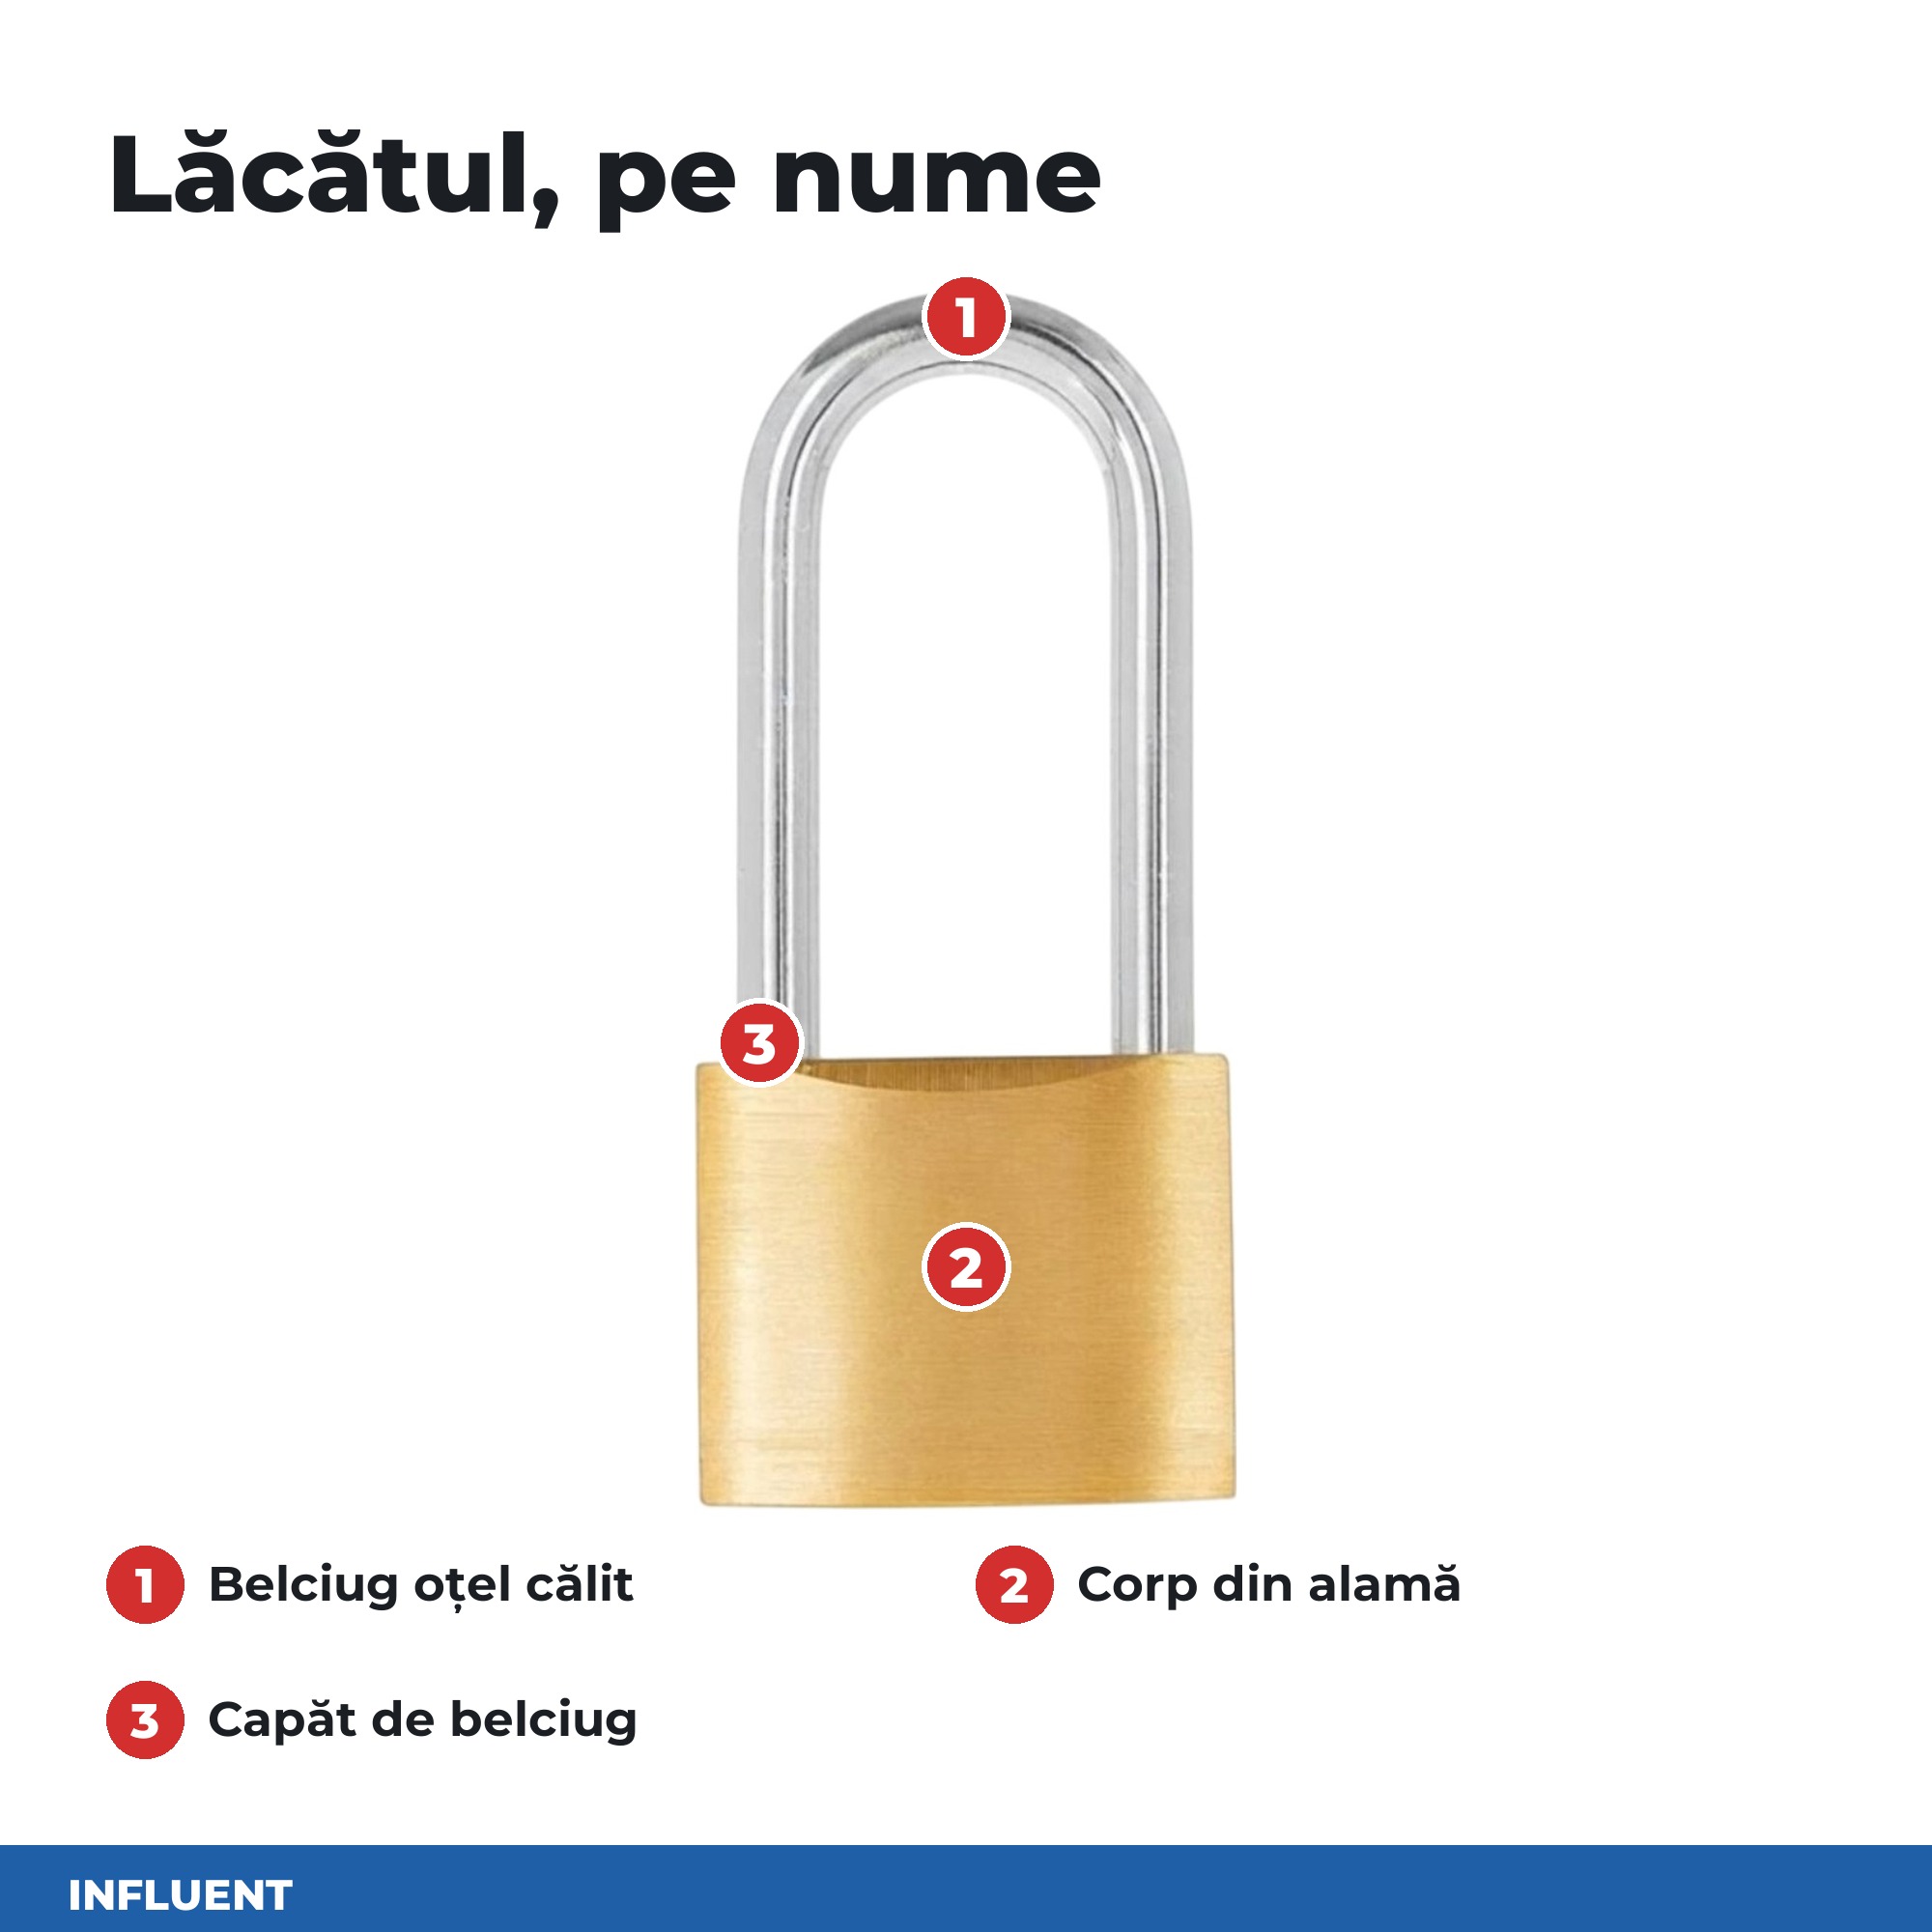 Lăcătul, pe nume
1
3
2
1 Belciug oțel călit
2 Corp din alamă
3 Capăt de belciug
INFLUENT